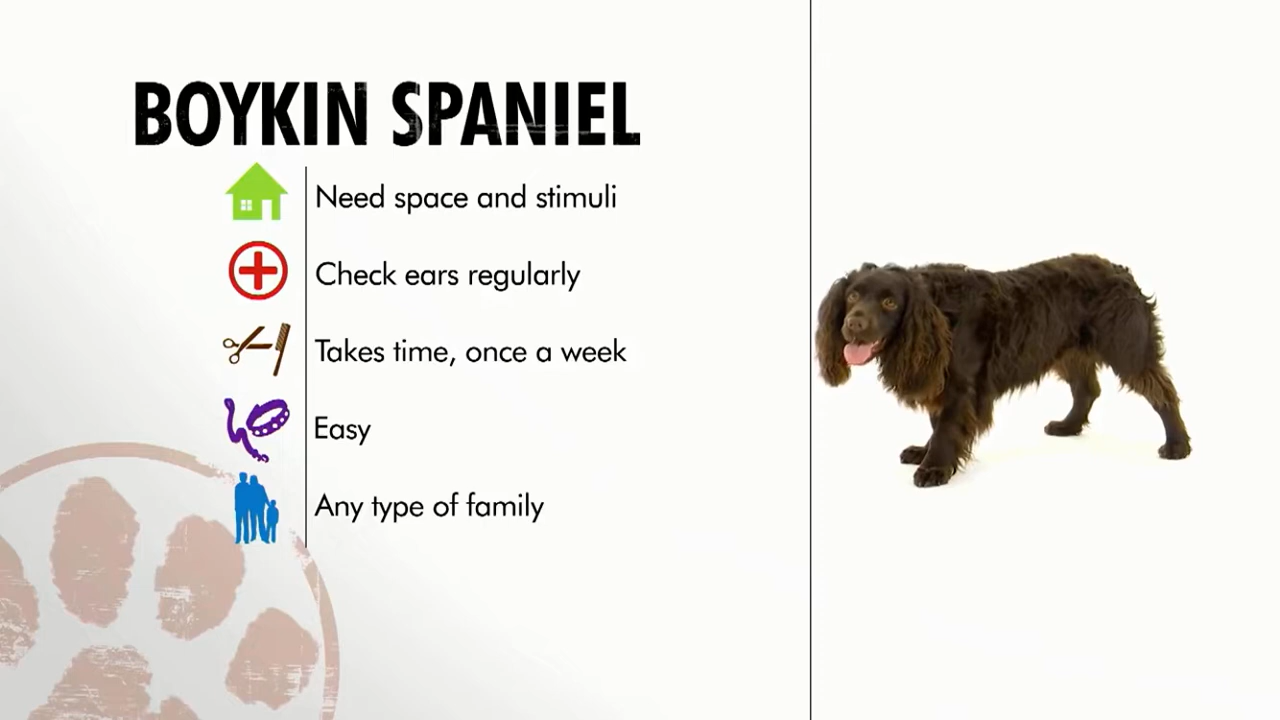 BOYKIN SPANIEL
Need space and stimuli
Check ears regularly
Takes time, once a week
Easy
Any type of family